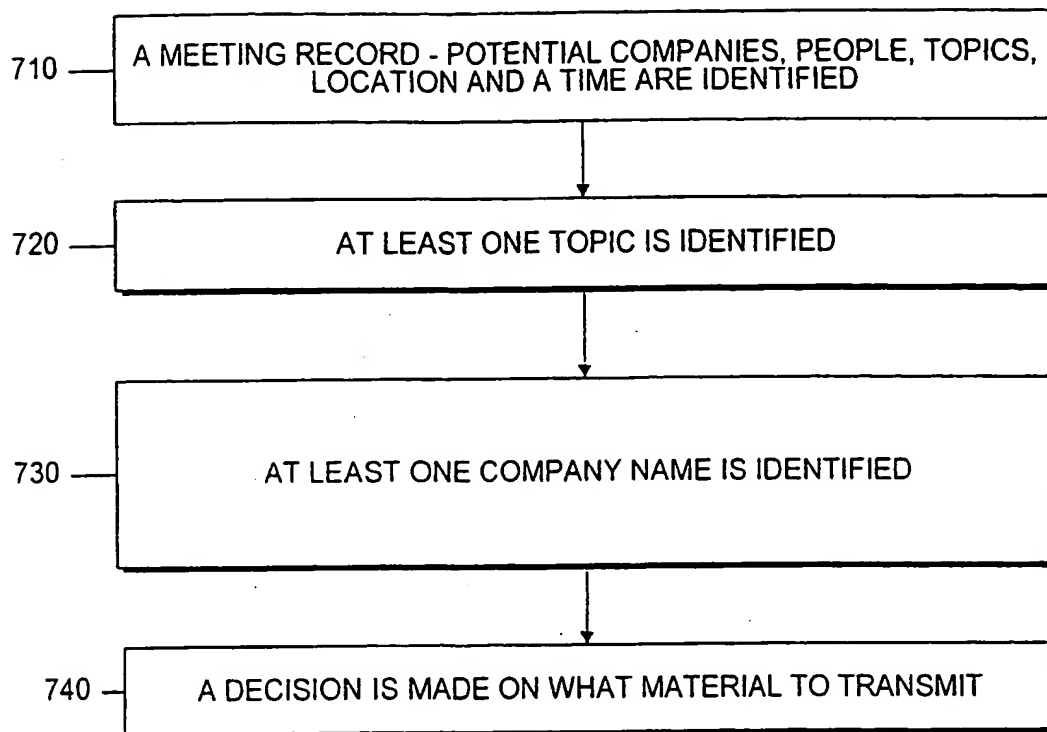 710
A MEETING RECORD - POTENTIAL COMPANIES, PEOPLE, TOPICS,
LOCATION AND A TIME ARE IDENTIFIED
720
AT LEAST ONE TOPIC IS IDENTIFIED
730
AT LEAST ONE COMPANY NAME IS IDENTIFIED
740
A DECISION IS MADE ON WHAT MATERIAL TO TRANSMIT